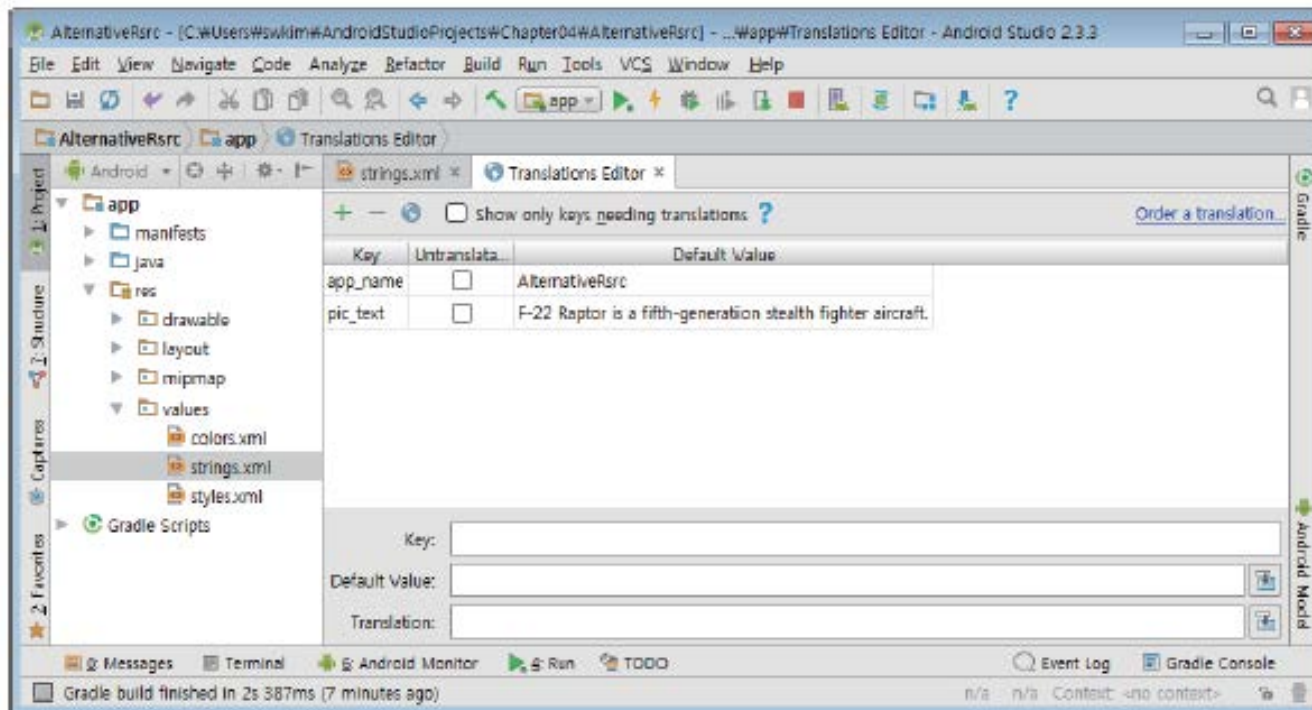 AlternativeRsrc - [C:₩Users₩swkim₩AndroidStudioProjects₩Chapter04₩AlternativeRsrc] - ...₩app₩Translations Editor - Android Studio 2.3.3
File Edit View Navigate Code Analyze Refactor Build Run Tools VCS Window Help
app
AlternativeRsrc app Translations Editor
1: Project
Android
strings.xml
Translations Editor
Gradle
app
manifests
java
res
drawable
layout
mipmap
values
colors.xml
strings.xml
styles.xml
Gradle Scripts
7: Structure
Captures
2: Favorites
Show only keys needing translations ?
Order a translation...
Key Untranslata... Default Value
app_name AlternativeRsrc
pic_text F-22 Raptor is a fifth-generation stealth fighter aircraft.
Key:
Default Value:
Translation:
Android Model
0: Messages Terminal 6: Android Monitor 4: Run TODO Event Log Gradle Console
Gradle build finished in 2s 387ms (7 minutes ago) n/a n/a Context: <no context>